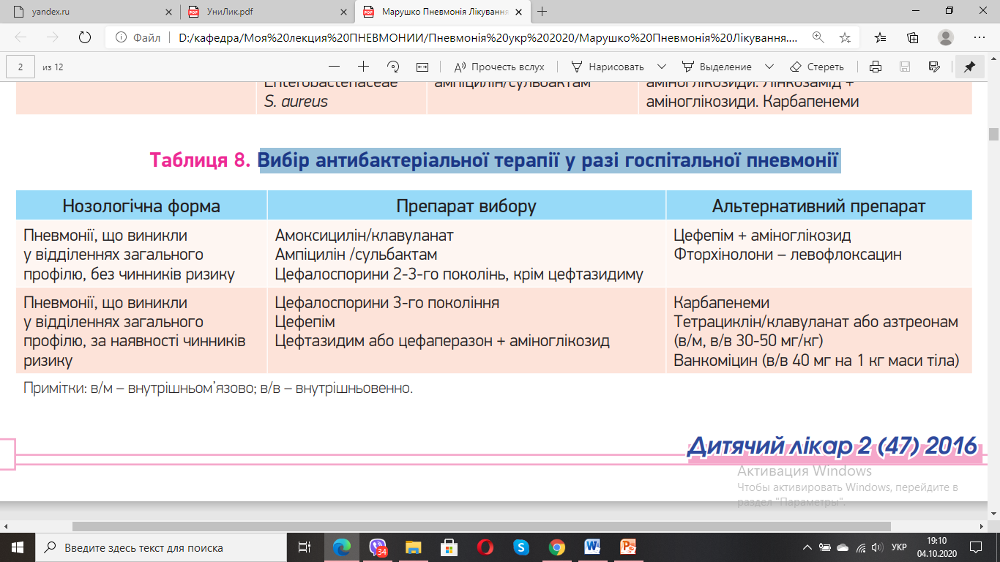 yandex.ru
УниЛик.pdf
Марушко Пневмонія Лікування
Файл
D:/кафедра/Моя%20лекция%20ПНЕВМОНИИ/Пневмонія%20укр%202020/Марушко%20Пневмонія%20Лікування....
2 из 12
Прочесть вслух
Нарисовать
Выделение
Стереть
Enterobacteriaceae
S. aureus
ампіцилін/сульбактам
аміноглікозиди. Лінкозамід +
аміноглікозиди. Карбапенеми
Таблиця 8. Вибір антибактеріальної терапії у разі госпітальної пневмонії
Нозологічна форма
Препарат вибору
Альтернативний препарат
Пневмонії, що виникли
у відділеннях загального
профілю, без чинників ризику
Амоксицилін/клавуланат
Ампіцилін /сульбактам
Цефалоспорини 2-3-го поколінь, крім цефтазидиму
Цефепім + аміноглікозид
Фторхінолони – левофлоксацин
Пневмонії, що виникли
у відділеннях загального
профілю, за наявності чинників
ризику
Цефалоспорини 3-го покоління
Цефепім
Цефтазидим або цефаперазон + аміноглікозид
Карбапенеми
Тетрациклін/клавуланат або азтреонам
(в/м, в/в 30-50 мг/кг)
Ванкоміцин (в/в 40 мг на 1 кг маси тіла)
Примітки: в/м – внутрішньом’язово; в/в – внутрішньовенно.
Дитячий лікар 2 (47) 2016
Активация Windows
Чтобы активировать Windows, перейдите в
раздел "Параметры".
Введите здесь текст для поиска
34
УКР
19:10
04.10.2020